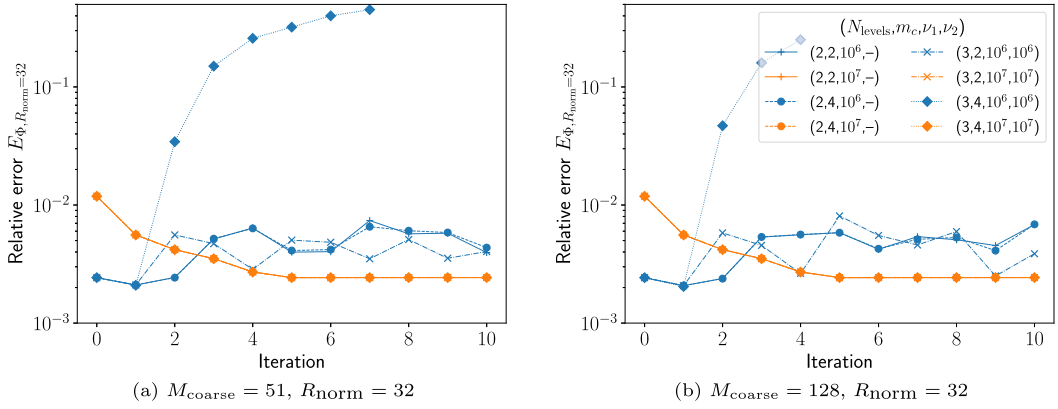 Relative error E_{Φ,R_norm=32}
10^{-1}
10^{-2}
10^{-3}
0 2 4 6 8 10
Iteration
(a) M_coarse = 51, R_norm = 32
Relative error E_{Φ,R_norm=32}
10^{-1}
10^{-2}
10^{-3}
(N_levels,m_c,ν_1,ν_2)
(2,2,10^6,–) (3,2,10^6,10^6)
(2,2,10^7,–) (3,2,10^7,10^7)
(2,4,10^6,–) (3,4,10^6,10^6)
(2,4,10^7,–) (3,4,10^7,10^7)
0 2 4 6 8 10
Iteration
(b) M_coarse = 128, R_norm = 32